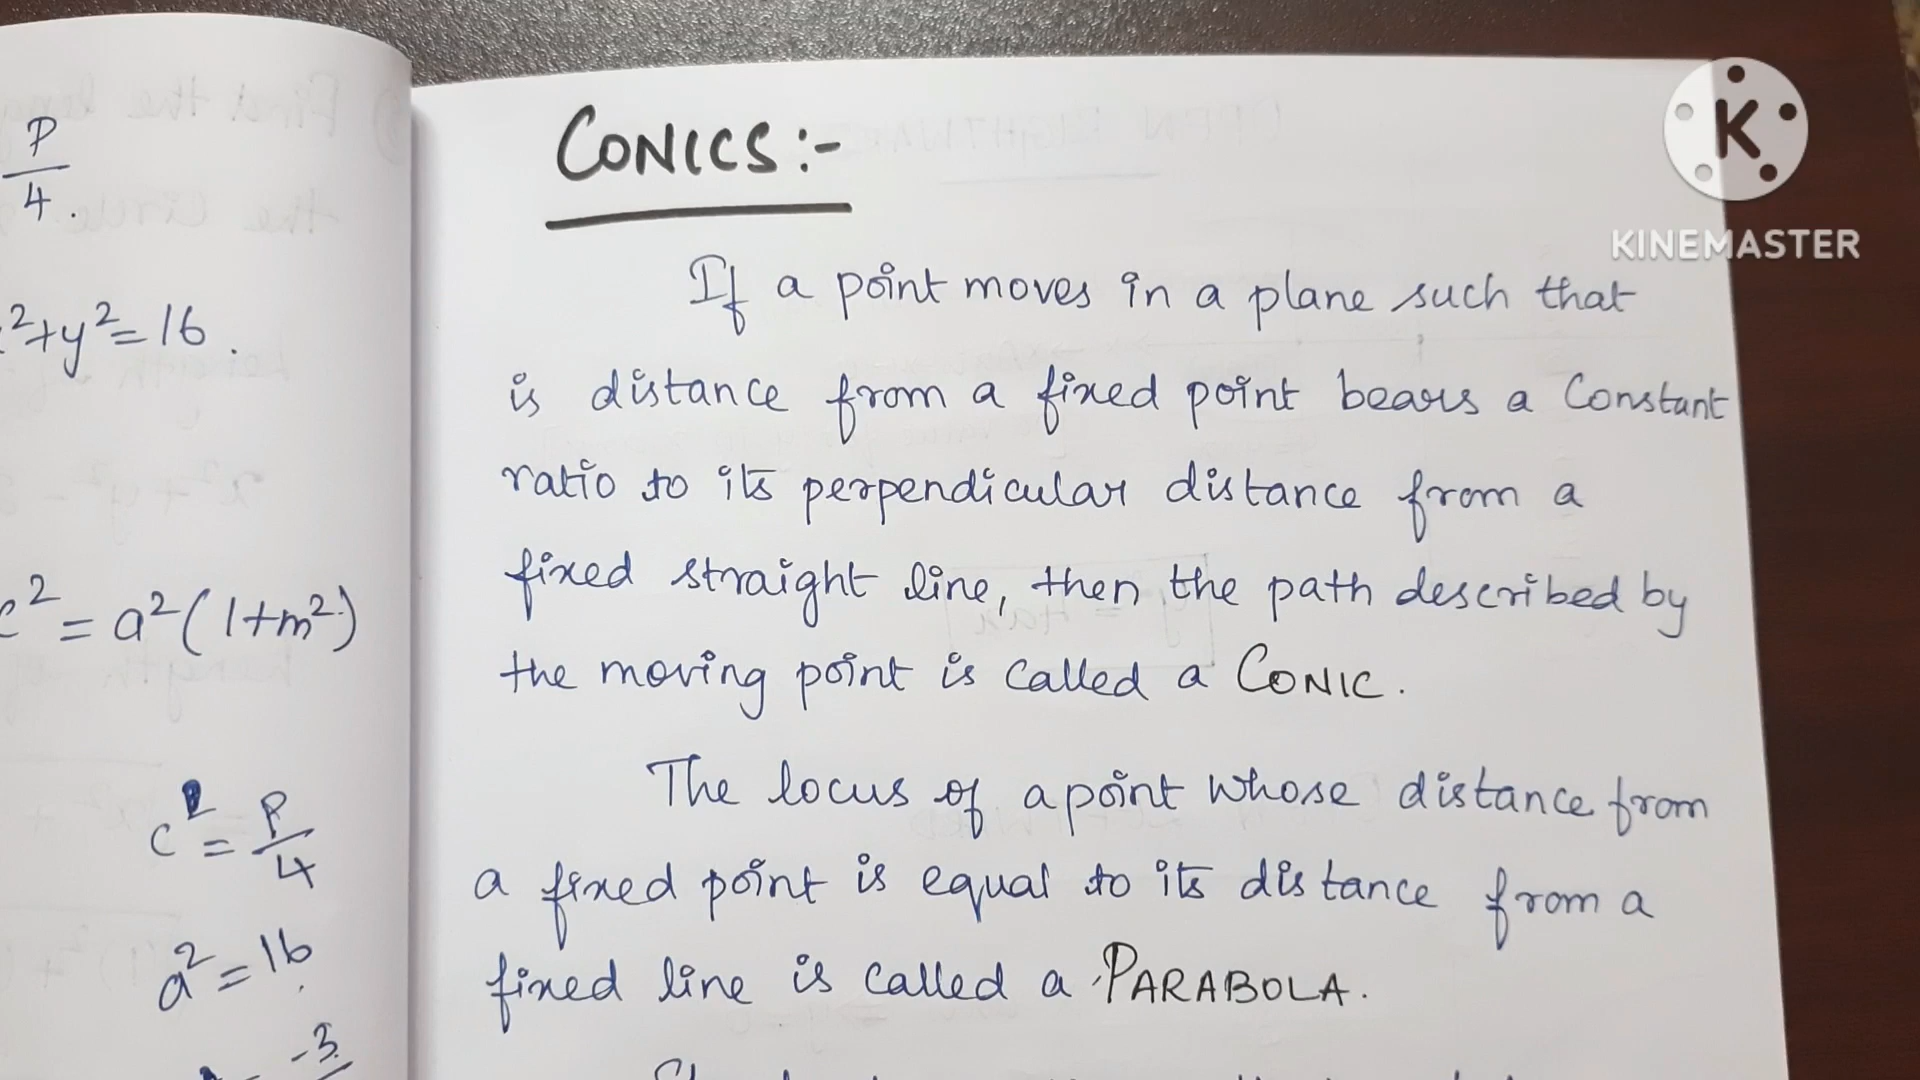 P
4.
²+y²=16.
c²=a²(1+m²)
c²=P
4
a²=16.
-3
CONICS:-
If a point moves in a plane such that
is distance from a fixed point bears a Constant
ratio to its perpendicular distance from a
fixed straight line, then the path described by
the moving point is called a CONIC.
The locus of a point whose distance from
a fixed point is equal to its distance from a
fixed line is called a PARABOLA.
K
KINEMASTER